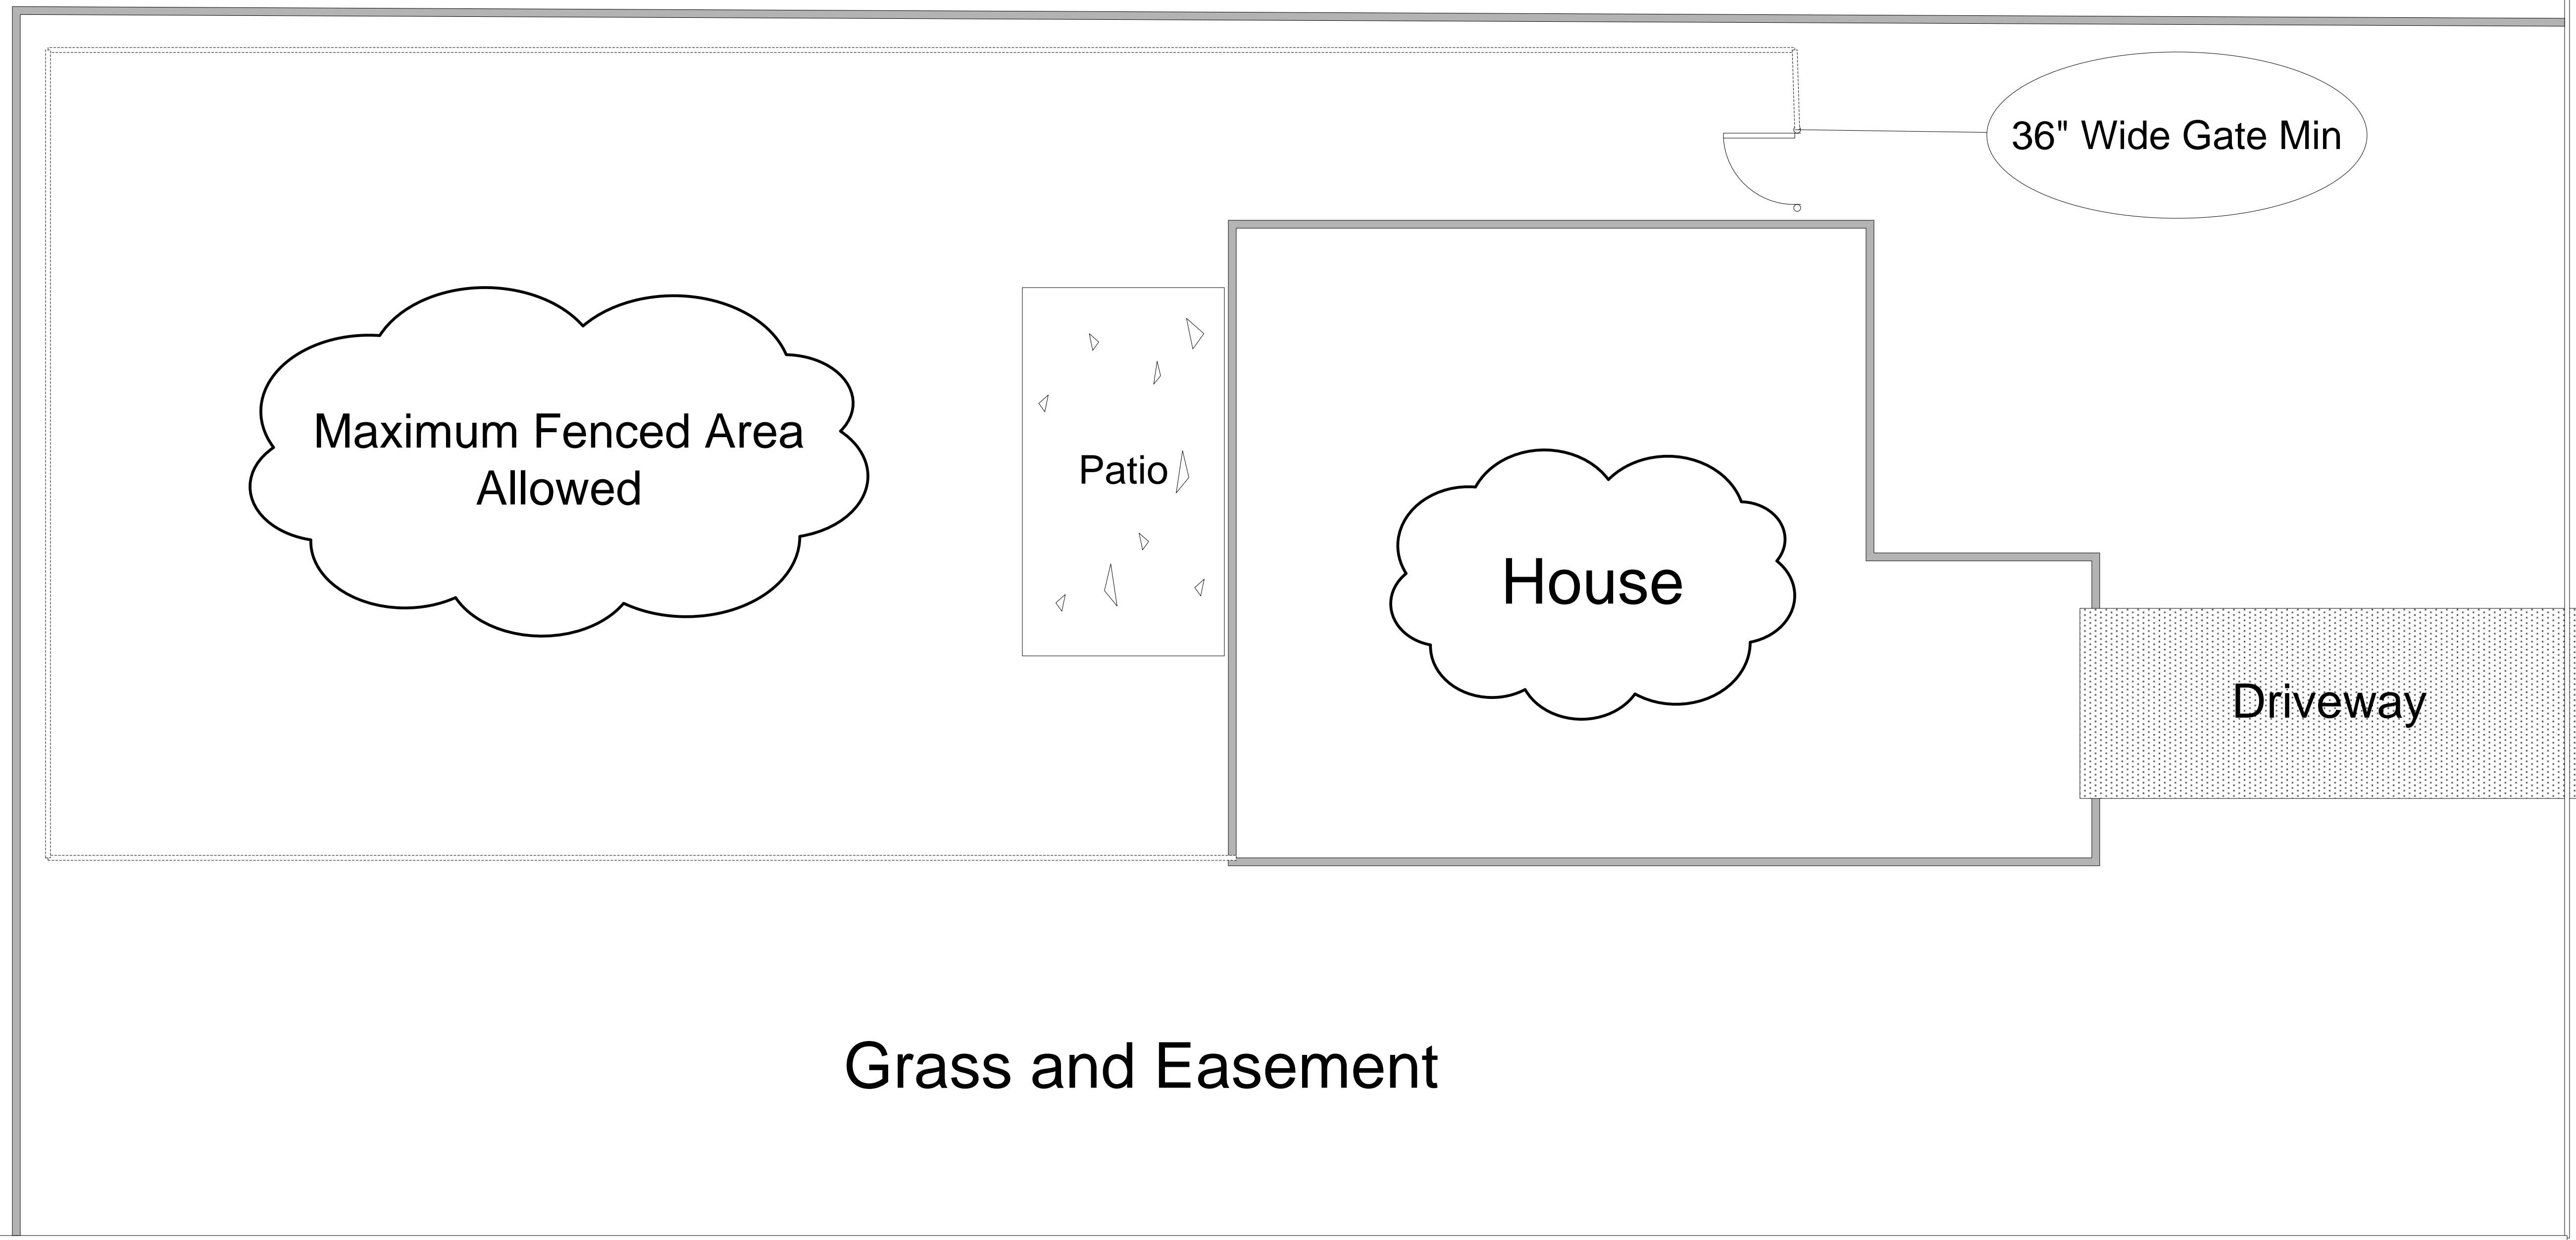 36" Wide Gate Min
Maximum Fenced Area
Allowed
Patio
House
Driveway
Grass and Easement